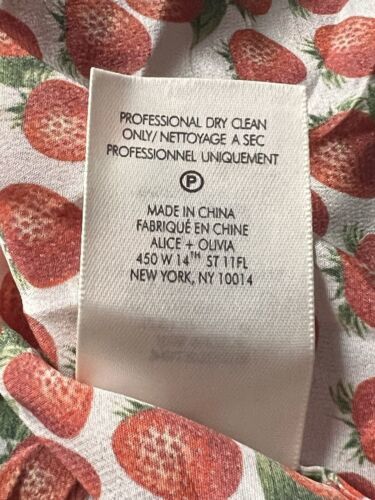 PROFESSIONAL DRY CLEAN
ONLY/ NETTOYAGE A SEC
PROFESSIONNEL UNIQUEMENT
P
MADE IN CHINA
FABRIQUÉ EN CHINE
ALICE + OLIVIA
450 W 14TH ST 11FL
NEW YORK, NY 10014